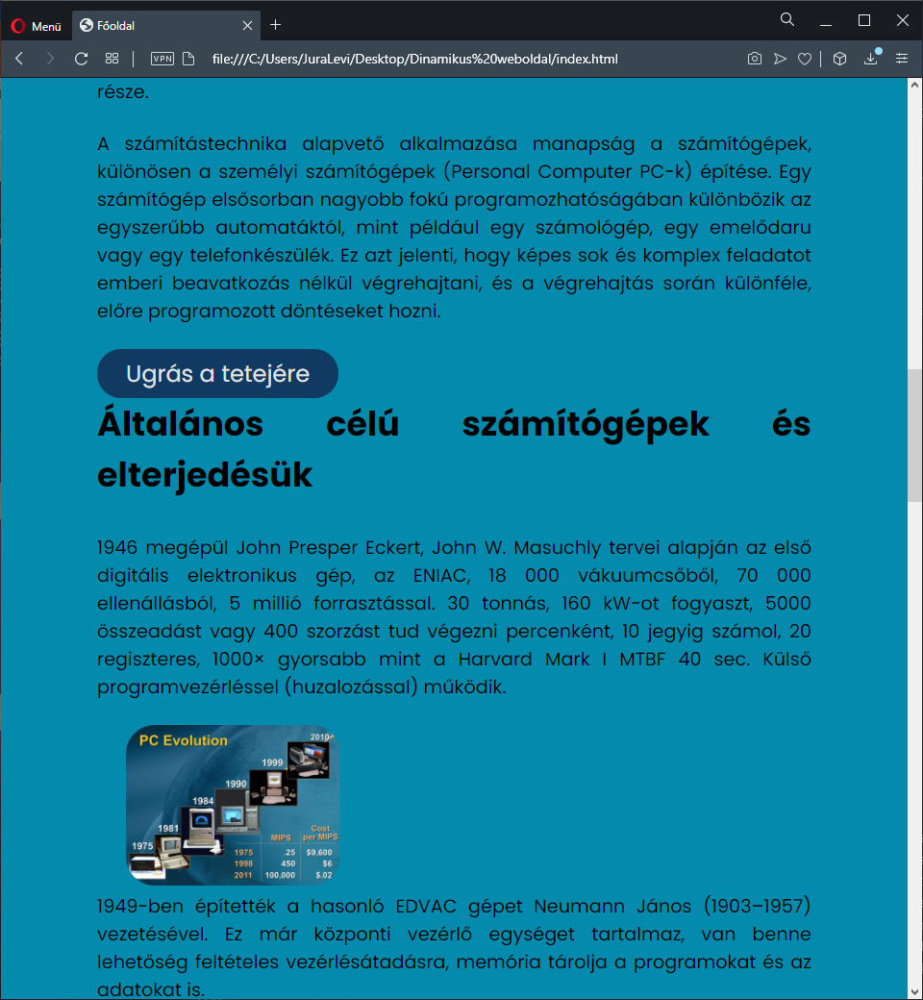 Menü
Főoldal
VPN
file:///C:/Users/JuraLevi/Desktop/Dinamikus%20weboldal/index.html
része.
A számítástechnika alapvető alkalmazása manapság a számítógépek,
különösen a személyi számítógépek (Personal Computer PC-k) építése. Egy
számítógép elsősorban nagyobb fokú programozhatóságában különbözik az
egyszerűbb automatáktól, mint például egy számológép, egy emelődaru
vagy egy telefonkészülék. Ez azt jelenti, hogy képes sok és komplex feladatot
emberi beavatkozás nélkül végrehajtani, és a végrehajtás során különféle,
előre programozott döntéseket hozni.
Ugrás a tetejére
Általános célú számítógépek és
elterjedésük
1946 megépül John Presper Eckert, John W. Masuchly tervei alapján az első
digitális elektronikus gép, az ENIAC, 18 000 vákuumcsőből, 70 000
ellenállásból, 5 millió forrasztással. 30 tonnás, 160 kW-ot fogyaszt, 5000
összeadást vagy 400 szorzást tud végezni percenként, 10 jegyig számol, 20
regiszteres, 1000× gyorsabb mint a Harvard Mark I MTBF 40 sec. Külső
programvezérléssel (huzalozással) működik.
PC Evolution
2010
1999
1990
1984
1981
1975
MIPS Cost per MIPS
1975 .25 $9,600
1998 450 $6
2011 100,000 $.02
1949-ben építették a hasonló EDVAC gépet Neumann János (1903–1957)
vezetésével. Ez már központi vezérlő egységet tartalmaz, van benne
lehetőség feltételes vezérlésátadásra, memória tárolja a programokat és az
adatokat is.